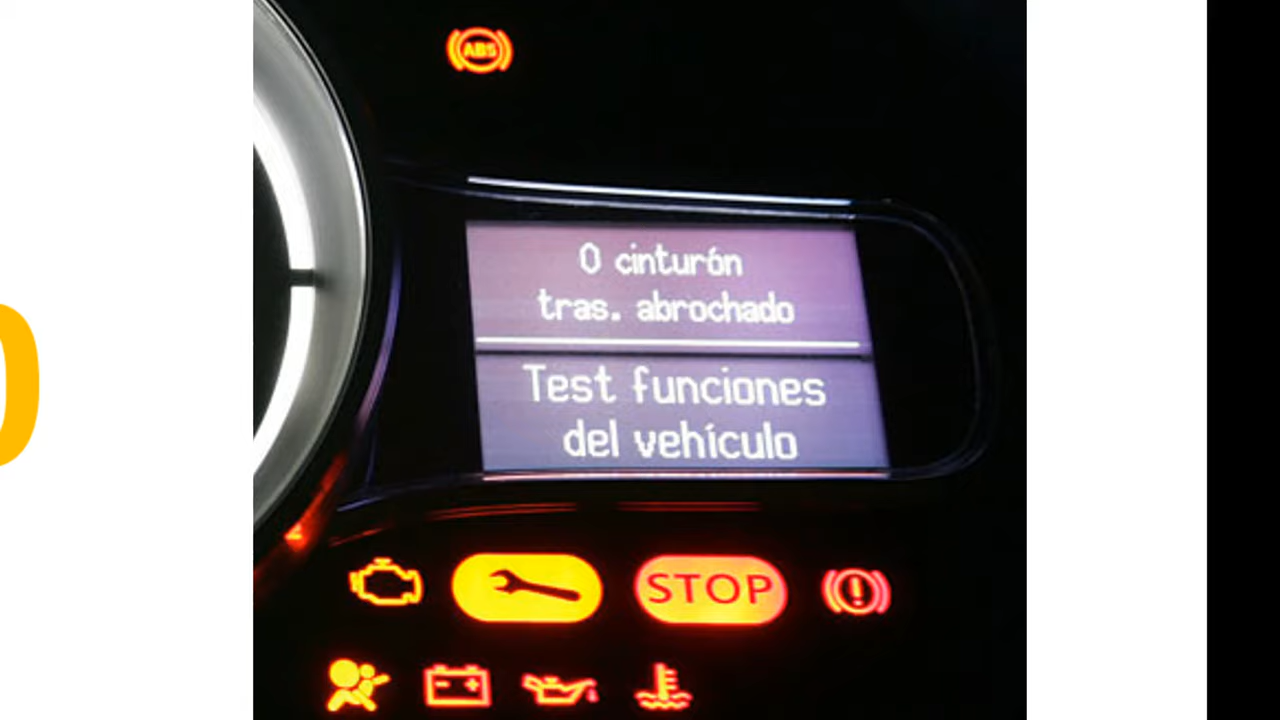 ABS
0 cinturón
tras. abrochado
Test funciones
del vehículo
STOP